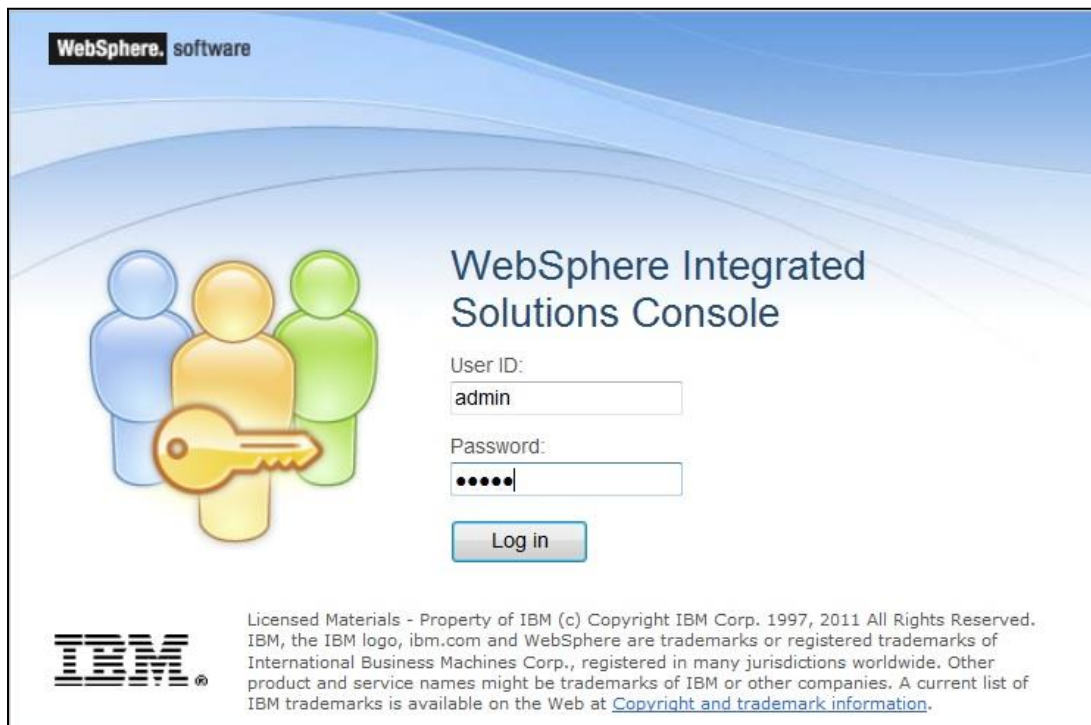 WebSphere. software
WebSphere Integrated
Solutions Console
User ID:
admin
Password:
●●●●●
Log in
Licensed Materials - Property of IBM (c) Copyright IBM Corp. 1997, 2011 All Rights Reserved.
IBM, the IBM logo, ibm.com and WebSphere are trademarks or registered trademarks of
International Business Machines Corp., registered in many jurisdictions worldwide. Other
product and service names might be trademarks of IBM or other companies. A current list of
IBM trademarks is available on the Web at Copyright and trademark information.
IBM®